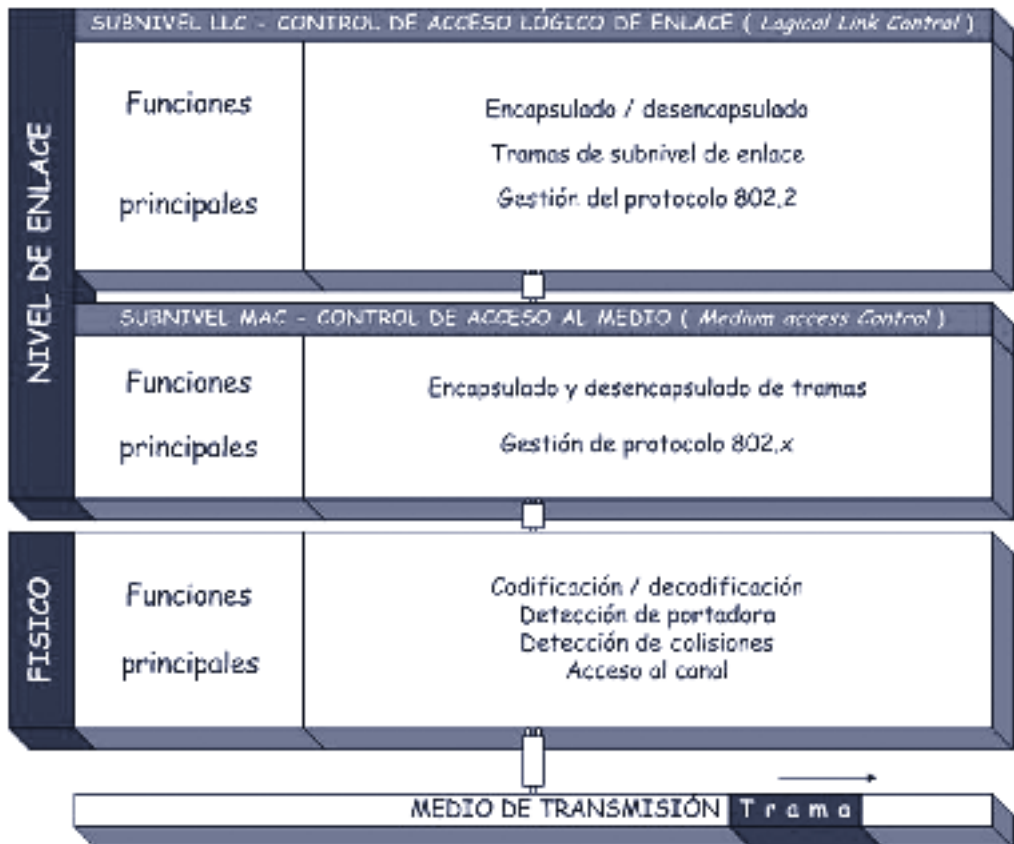 SUBNIVEL LLC - CONTROL DE ACCESO LÓGICO DE ENLACE ( Logical Link Control )
NIVEL DE ENLACE
Funciones
principales
Encapsulado / desencapsulado
Tramas de subnivel de enlace
Gestión del protocolo 802.2
SUBNIVEL MAC - CONTROL DE ACCESO AL MEDIO ( Medium access Control )
Funciones
principales
Encapsulado y desencapsulado de tramas
Gestión de protocolo 802.x
FISICO
Funciones
principales
Codificación / decodificación
Detección de portadora
Detección de colisiones
Acceso al canal
MEDIO DE TRANSMISIÓN Trama